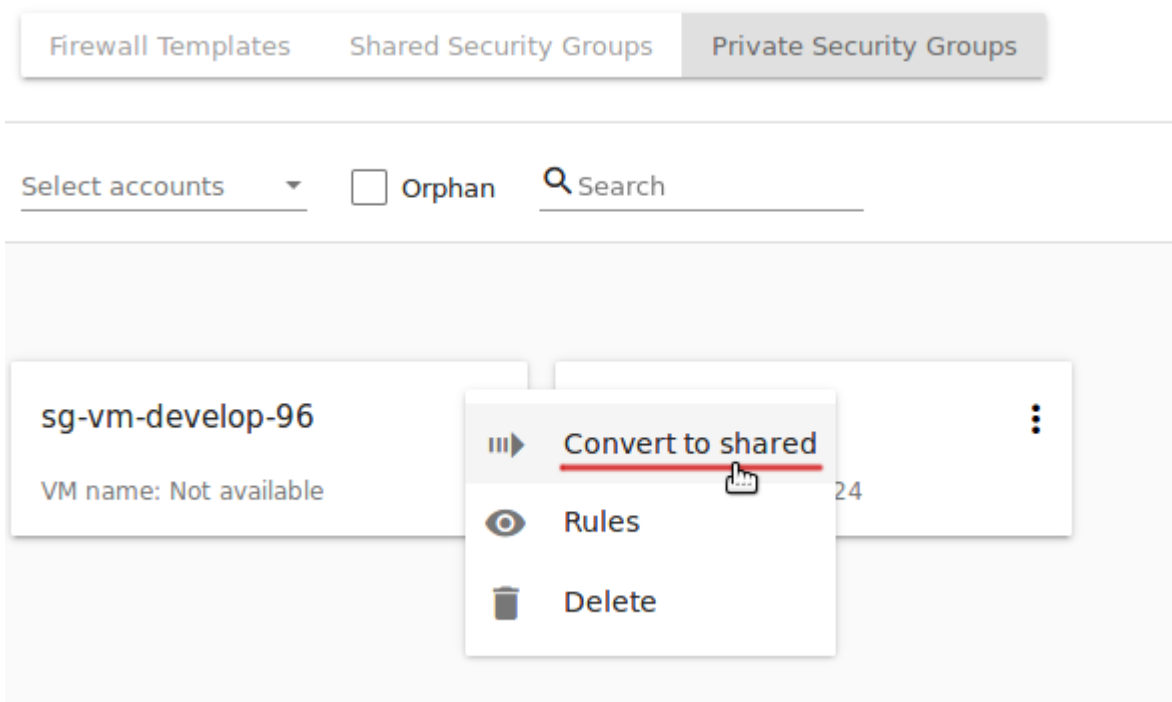 Firewall Templates Shared Security Groups Private Security Groups
Select accounts Orphan Search
sg-vm-develop-96
VM name: Not available
Convert to shared
24
Rules
Delete